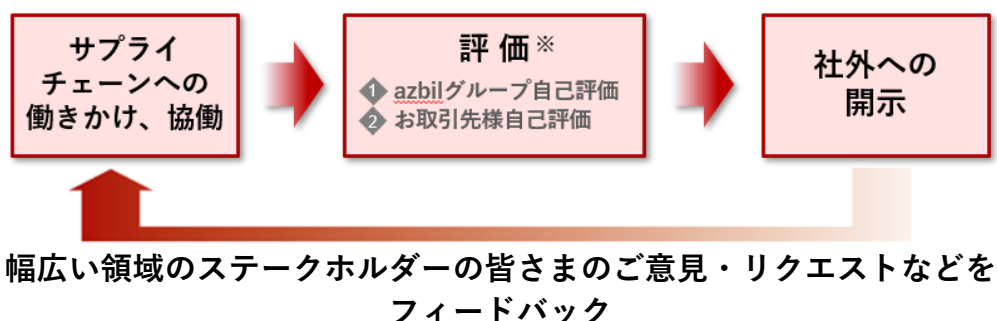 サプライ
チェーンへの
働きかけ、協働
評 価※
1 azbilグループ自己評価
2 お取引先様自己評価
社外への
開示
幅広い領域のステークホルダーの皆さまのご意見・リクエストなどを
フィードバック